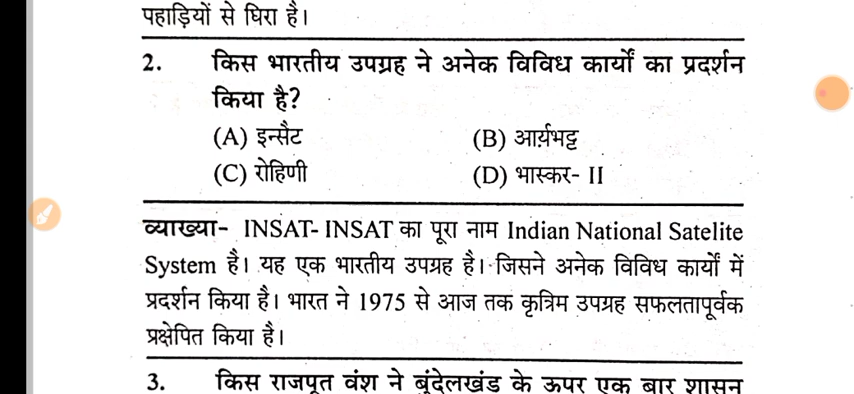 पहाड़ियों से घिरा है।
2. किस भारतीय उपग्रह ने अनेक विविध कार्यों का प्रदर्शन
किया है?
(A) इन्सैट (B) आर्यभट्ट
(C) रोहिणी (D) भास्कर- II
व्याख्या- INSAT- INSAT का पूरा नाम Indian National Satelite
System है। यह एक भारतीय उपग्रह है। जिसने अनेक विविध कार्यों में
प्रदर्शन किया है। भारत ने 1975 से आज तक कृत्रिम उपग्रह सफलतापूर्वक
प्रक्षेपित किया है।
3. किस राजपूत वंश ने बुंदेलखंड के ऊपर एक बार शासन